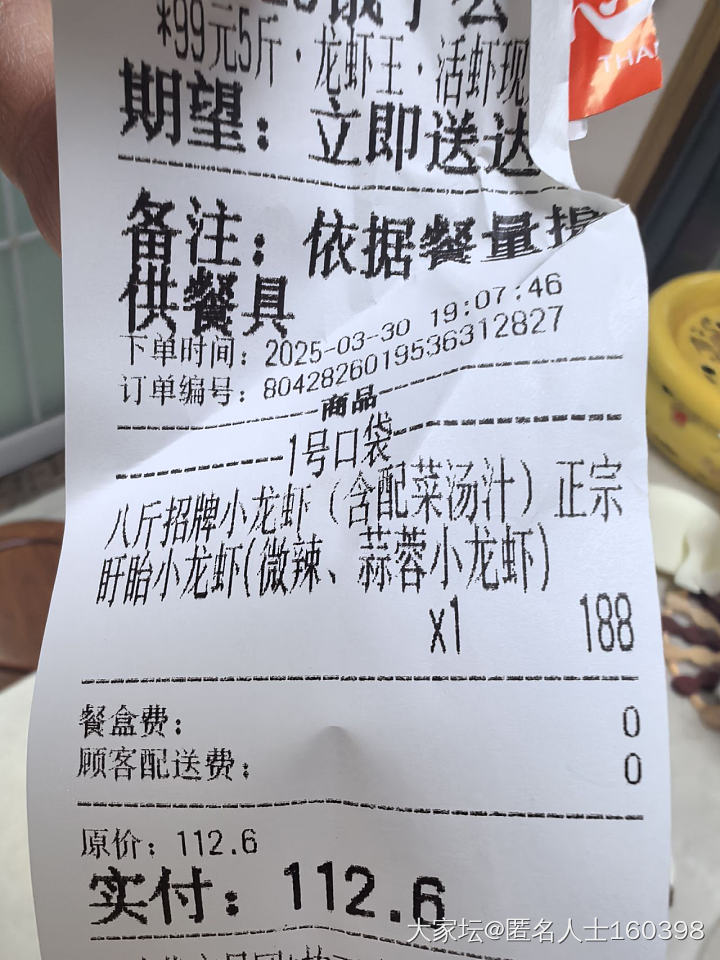 *99元5斤·龙虾王·活虾现
期望：立即送达
备注：依据餐量提
供餐具
下单时间：2025-03-30 19:07:46
订单编号：8042826019536312827
商品
1号口袋
八斤招牌小龙虾（含配菜汤汁）正宗
盱眙小龙虾(微辣、蒜蓉小龙虾)
x1 188
餐盒费： 0
顾客配送费： 0
原价：112.6
实付：112.6
THA
大家坛@匿名人士160398